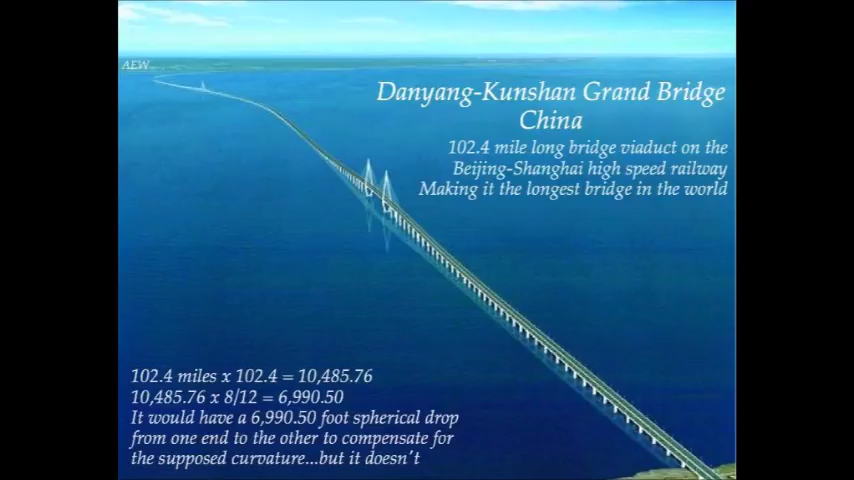 AEW
Danyang-Kunshan Grand Bridge
China
102.4 mile long bridge viaduct on the
Beijing-Shanghai high speed railway
Making it the longest bridge in the world
102.4 miles x 102.4 = 10,485.76
10,485.76 x 8/12 = 6,990.50
It would have a 6,990.50 foot spherical drop
from one end to the other to compensate for
the supposed curvature...but it doesn't